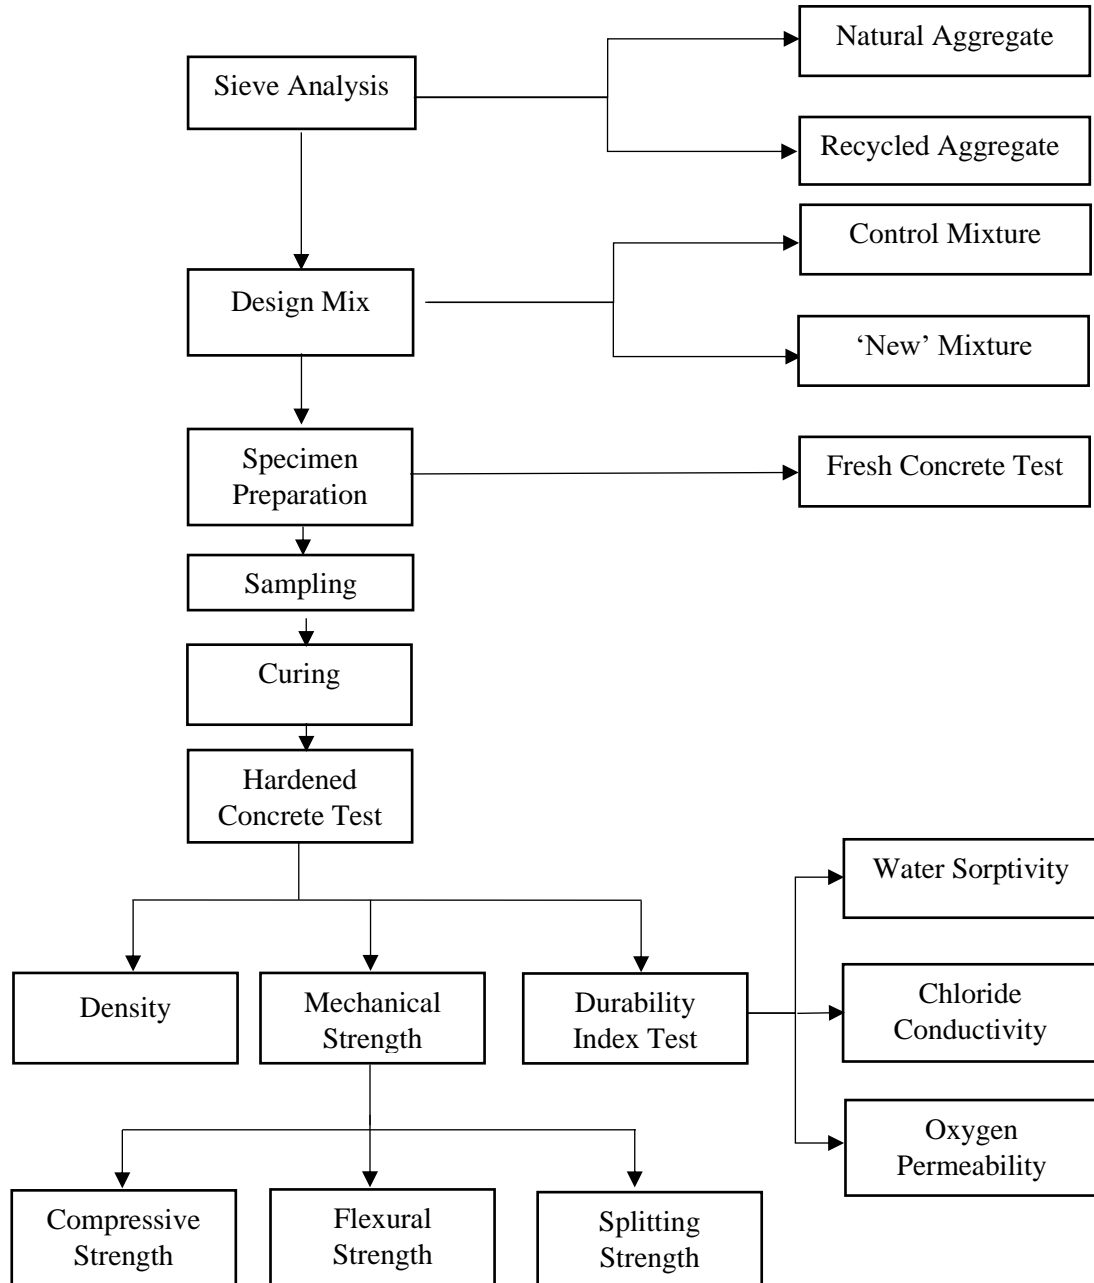 Natural Aggregate
Sieve Analysis
Recycled Aggregate
Control Mixture
Design Mix
‘New’ Mixture
Specimen
Preparation
Fresh Concrete Test
Sampling
Curing
Hardened
Concrete Test
Water Sorptivity
Density
Mechanical
Strength
Durability
Index Test
Chloride
Conductivity
Oxygen
Permeability
Compressive
Strength
Flexural
Strength
Splitting
Strength